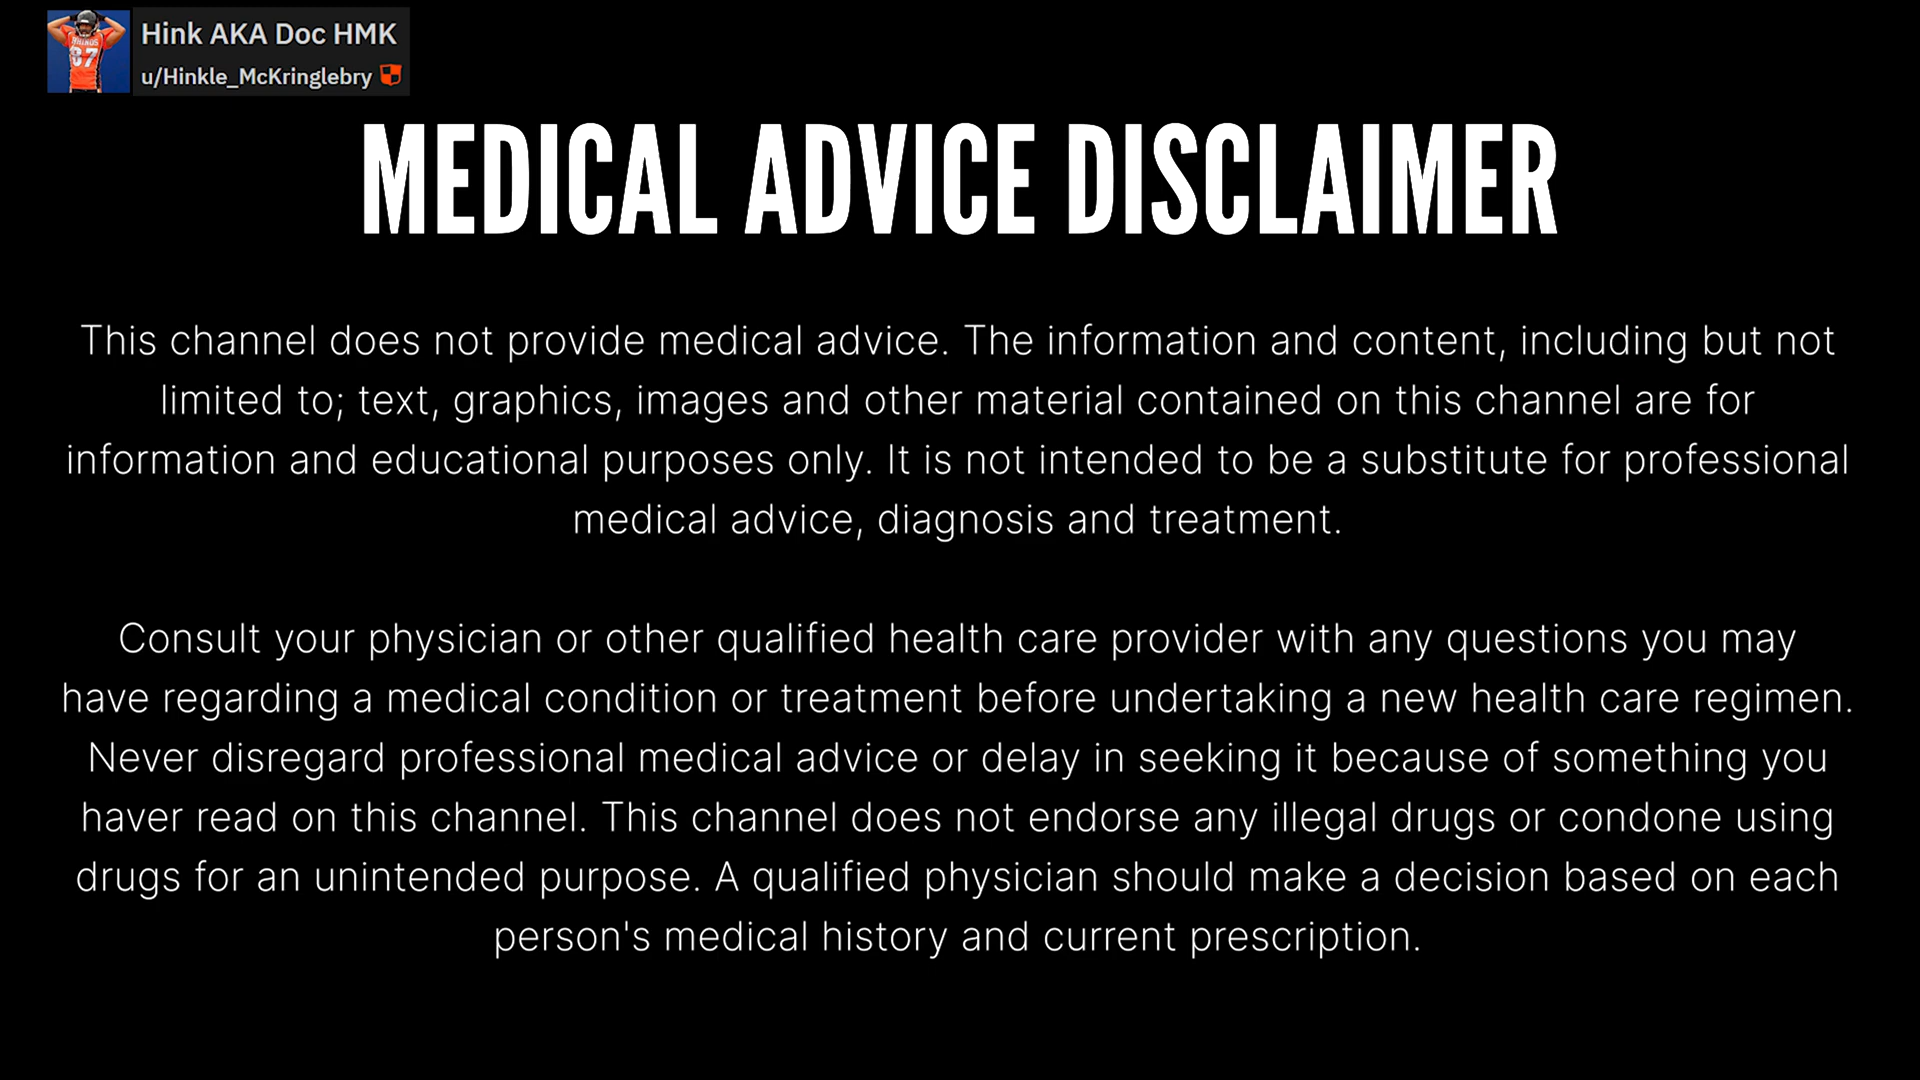 Hink AKA Doc HMK
u/Hinkle_McKringlebry
RHINOS
67
MEDICAL ADVICE DISCLAIMER
This channel does not provide medical advice. The information and content, including but not
limited to; text, graphics, images and other material contained on this channel are for
information and educational purposes only. It is not intended to be a substitute for professional
medical advice, diagnosis and treatment.
Consult your physician or other qualified health care provider with any questions you may
have regarding a medical condition or treatment before undertaking a new health care regimen.
Never disregard professional medical advice or delay in seeking it because of something you
haver read on this channel. This channel does not endorse any illegal drugs or condone using
drugs for an unintended purpose. A qualified physician should make a decision based on each
person's medical history and current prescription.